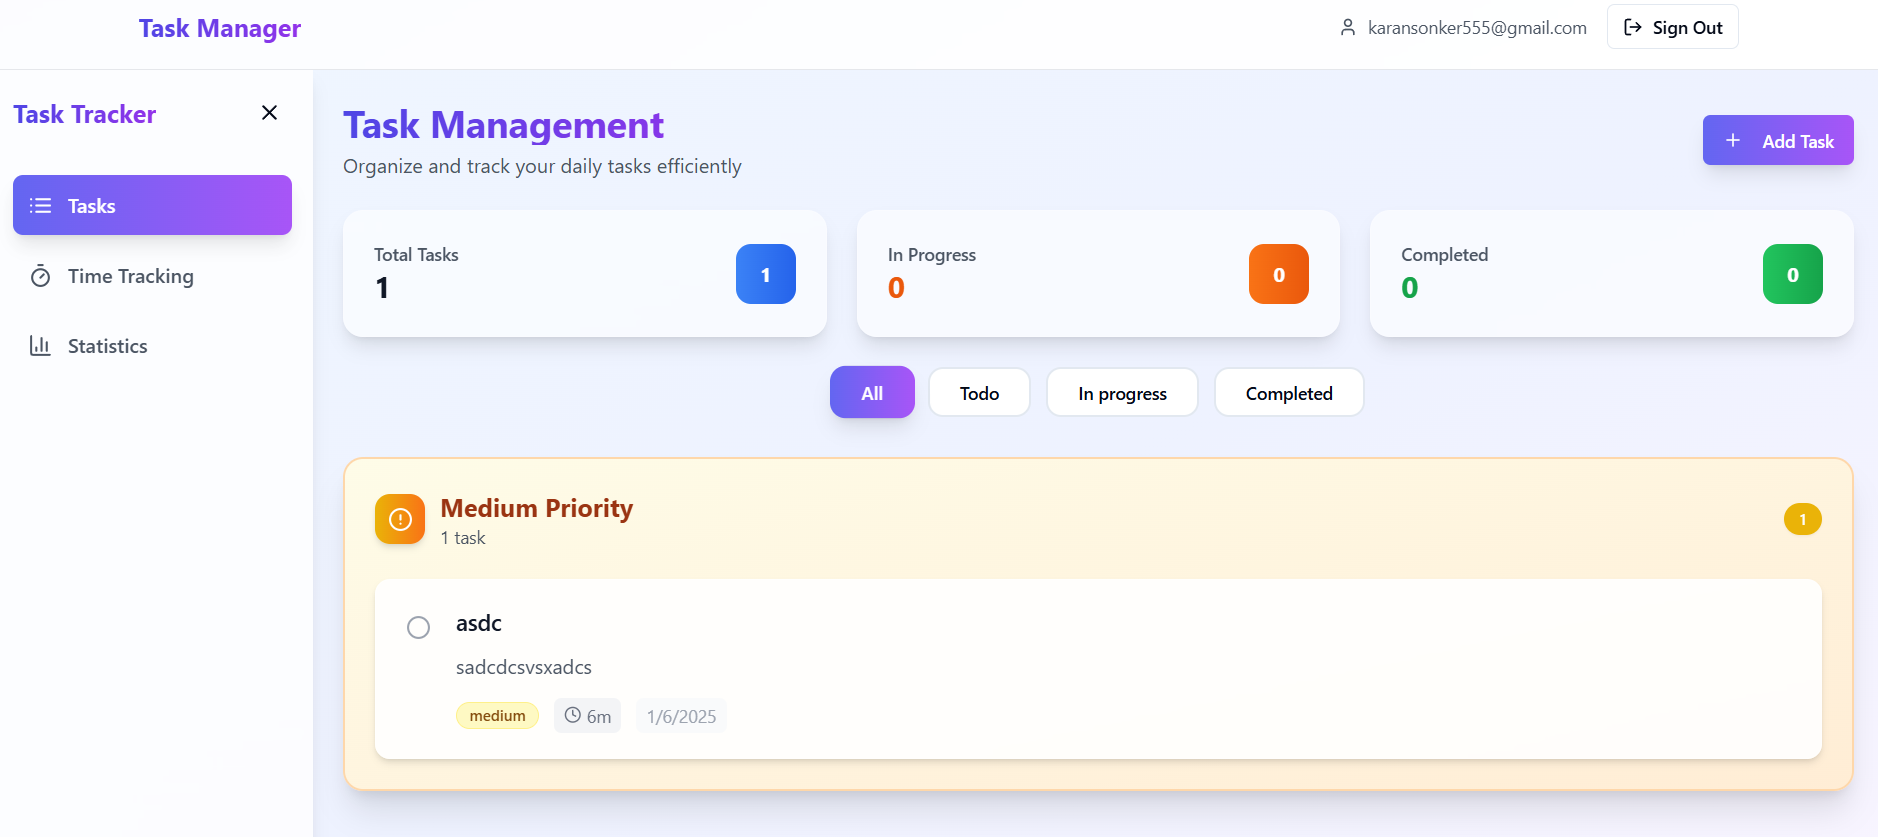 Task Manager
karansonker555@gmail.com
Sign Out
Task Tracker
Tasks
Time Tracking
Statistics
Task Management
Organize and track your daily tasks efficiently
Add Task
Total Tasks
1
1
In Progress
0
0
Completed
0
0
All
Todo
In progress
Completed
Medium Priority
1 task
1
asdc
sadcdcsvsxadcs
medium
6m
1/6/2025